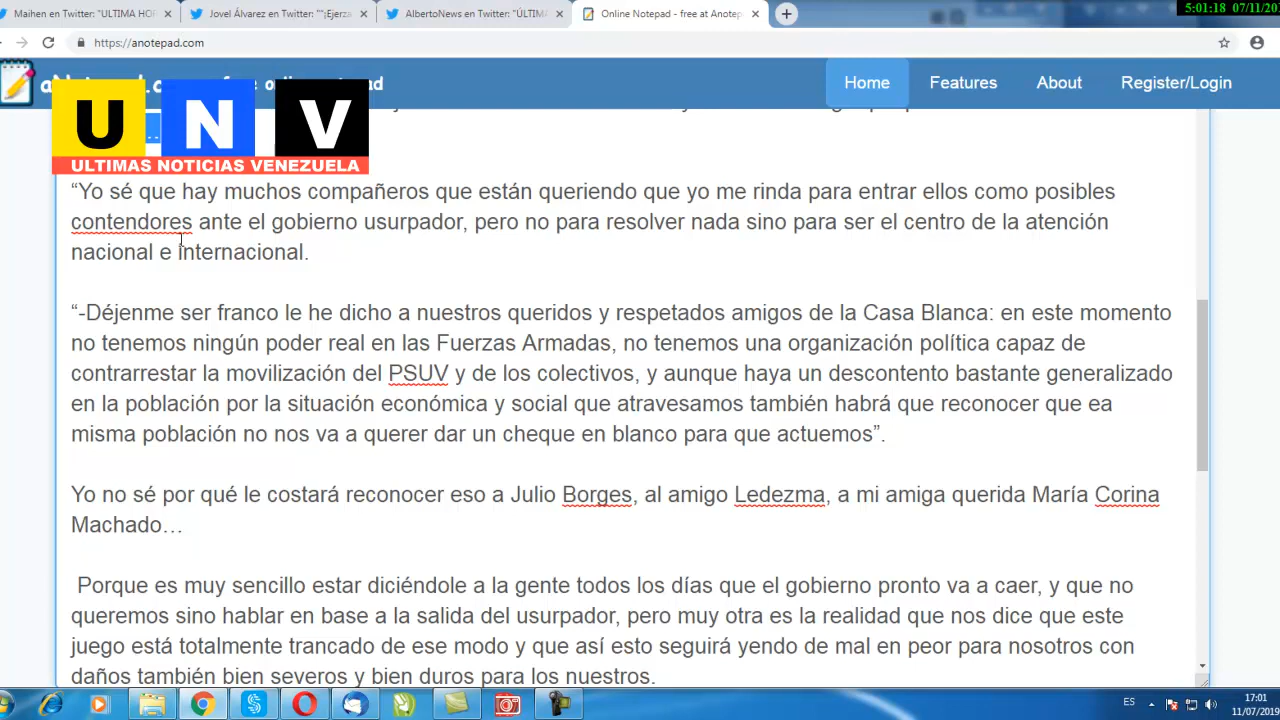 Maihen en Twitter: "ULTIMA HO
Jovel Álvarez en Twitter: "“¡Ejerza
AlbertoNews en Twitter: "ÚLTIMA
Online Notepad - free at Anotep
5:01:18 07/11/20
https://anotepad.com
free online notepad
Home
Features
About
Register/Login
U N V
ULTIMAS NOTICIAS VENEZUELA
“Yo sé que hay muchos compañeros que están queriendo que yo me rinda para entrar ellos como posibles
contendores ante el gobierno usurpador, pero no para resolver nada sino para ser el centro de la atención
nacional e internacional.
“-Déjenme ser franco le he dicho a nuestros queridos y respetados amigos de la Casa Blanca: en este momento
no tenemos ningún poder real en las Fuerzas Armadas, no tenemos una organización política capaz de
contrarrestar la movilización del PSUV y de los colectivos, y aunque haya un descontento bastante generalizado
en la población por la situación económica y social que atravesamos también habrá que reconocer que ea
misma población no nos va a querer dar un cheque en blanco para que actuemos”.
Yo no sé por qué le costará reconocer eso a Julio Borges, al amigo Ledezma, a mi amiga querida María Corina
Machado…
Porque es muy sencillo estar diciéndole a la gente todos los días que el gobierno pronto va a caer, y que no
queremos sino hablar en base a la salida del usurpador, pero muy otra es la realidad que nos dice que este
juego está totalmente trancado de ese modo y que así esto seguirá yendo de mal en peor para nosotros con
daños también bien severos y bien duros para los nuestros.
ES
17:01
11/07/2019